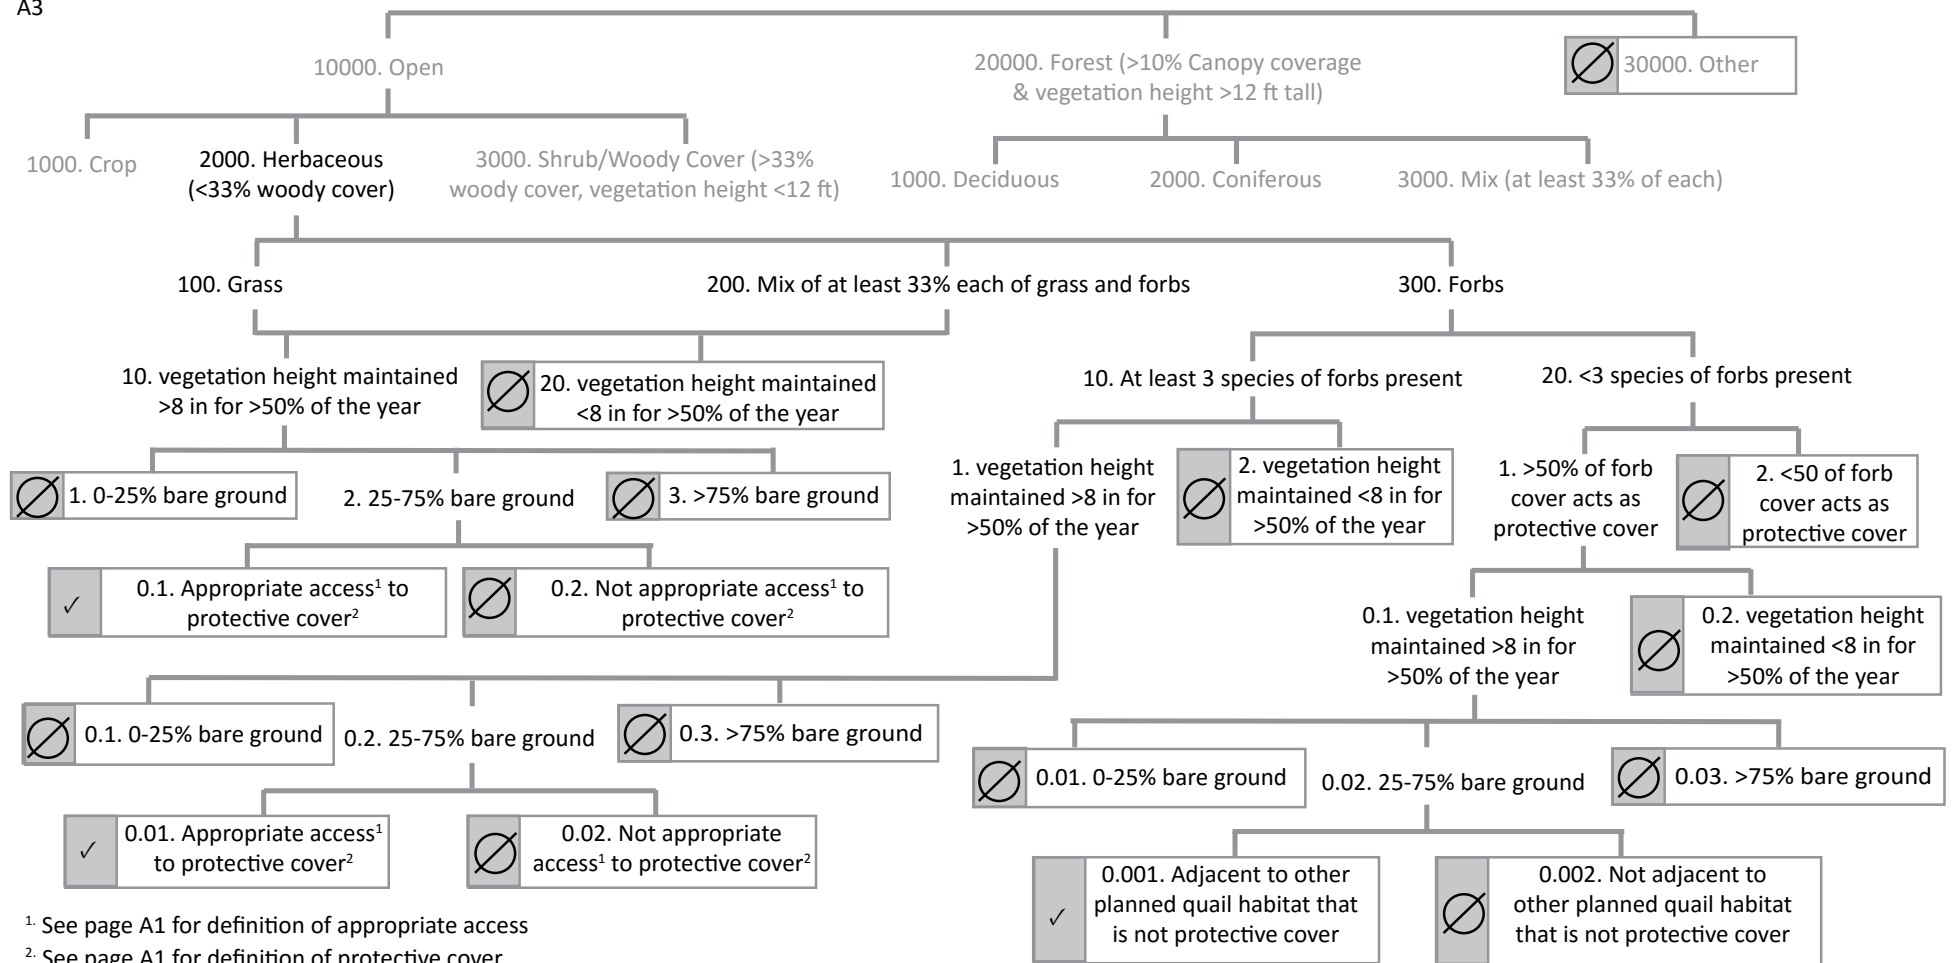 A3
10000. Open
20000. Forest (>10% Canopy coverage
& vegetation height >12 ft tall)
30000. Other
1000. Crop
2000. Herbaceous
(<33% woody cover)
3000. Shrub/Woody Cover (>33%
woody cover, vegetation height <12 ft)
1000. Deciduous
2000. Coniferous
3000. Mix (at least 33% of each)
100. Grass
200. Mix of at least 33% each of grass and forbs
300. Forbs
10. vegetation height maintained
>8 in for >50% of the year
20. vegetation height maintained
<8 in for >50% of the year
10. At least 3 species of forbs present
20. <3 species of forbs present
1. 0-25% bare ground
2. 25-75% bare ground
3. >75% bare ground
1. vegetation height
maintained >8 in for
>50% of the year
2. vegetation height
maintained <8 in for
>50% of the year
1. >50% of forb
cover acts as
protective cover
2. <50 of forb
cover acts as
protective cover
✓
0.1. Appropriate access¹ to
protective cover²
0.2. Not appropriate access¹ to
protective cover²
0.1. vegetation height
maintained >8 in for
>50% of the year
0.2. vegetation height
maintained <8 in for
>50% of the year
0.1. 0-25% bare ground
0.2. 25-75% bare ground
0.3. >75% bare ground
0.01. 0-25% bare ground
0.02. 25-75% bare ground
0.03. >75% bare ground
✓
0.01. Appropriate access¹
to protective cover²
0.02. Not appropriate
access¹ to protective cover²
✓
0.001. Adjacent to other
planned quail habitat that
is not protective cover
0.002. Not adjacent to
other planned quail habitat
that is not protective cover
¹· See page A1 for definition of appropriate access
²· See page A1 for definition of protective cover